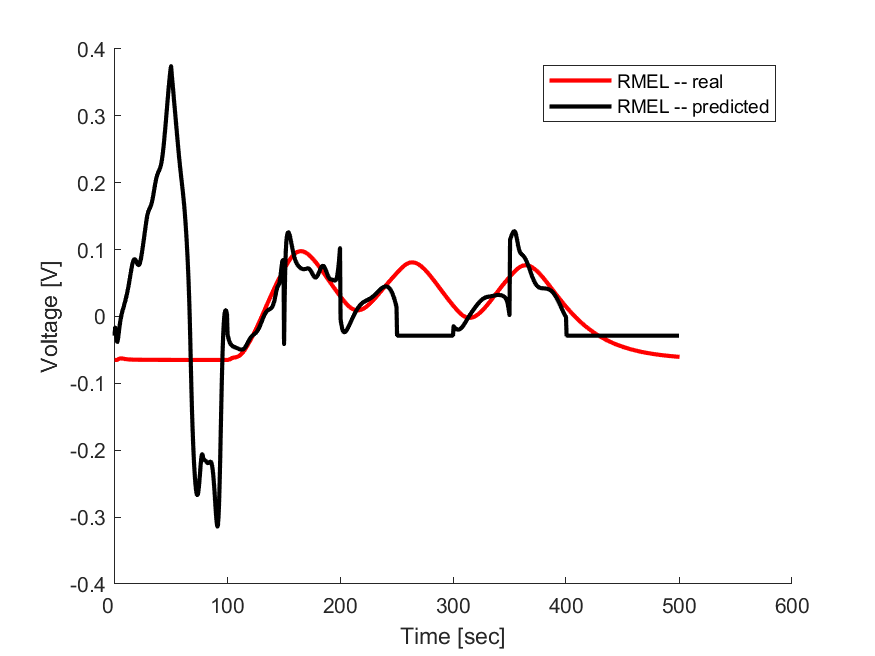 0.4
0.3
0.2
0.1
0
-0.1
-0.2
-0.3
-0.4
Voltage [V]
RMEL -- real
RMEL -- predicted
0 100 200 300 400 500 600
Time [sec]